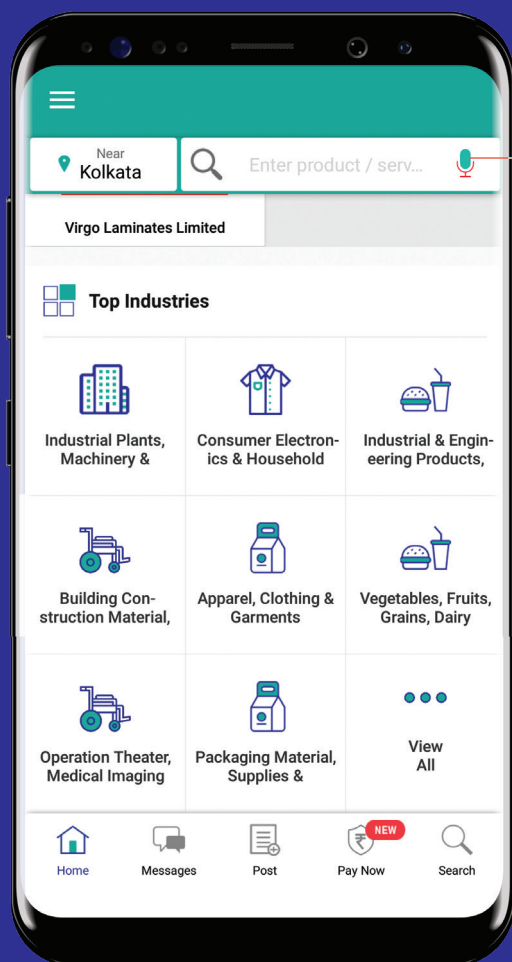 Near
Kolkata
Enter product / serv...
Virgo Laminates Limited
Top Industries
Industrial Plants,
Machinery &
Consumer Electron-
ics & Household
Industrial & Engin-
eering Products,
Building Con-
struction Material,
Apparel, Clothing &
Garments
Vegetables, Fruits,
Grains, Dairy
Operation Theater,
Medical Imaging
Packaging Material,
Supplies &
View
All
Home
Messages
Post
₹
NEW
Pay Now
Search